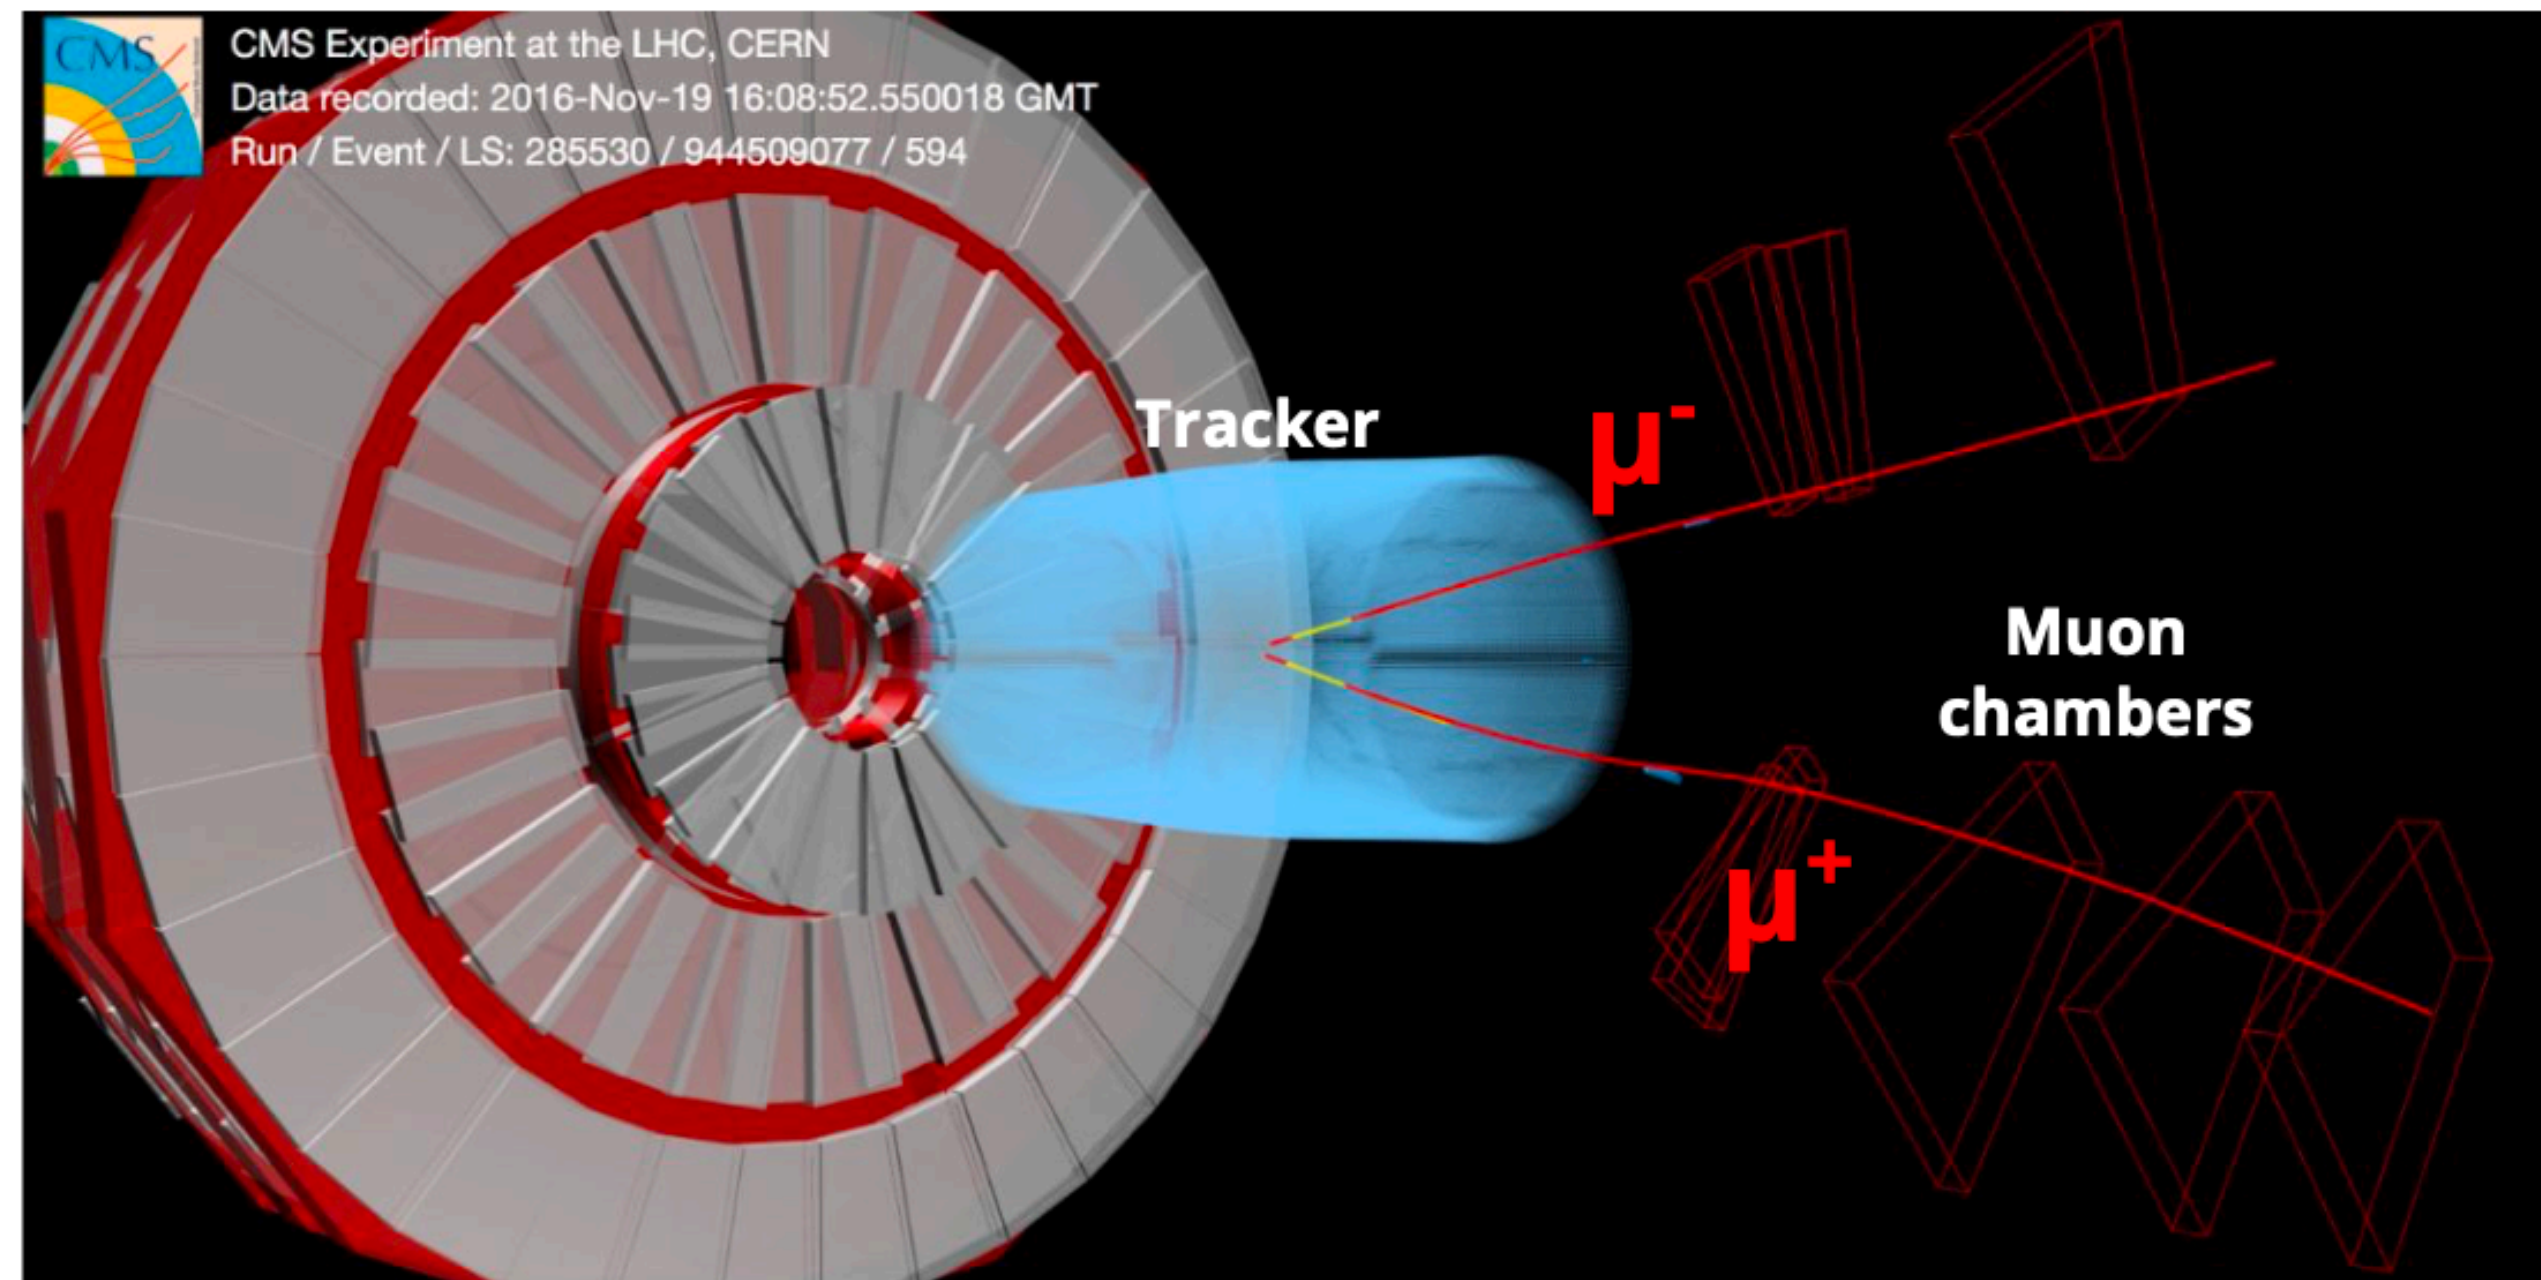 CMS
CMS Experiment at the LHC, CERN
Data recorded: 2016-Nov-19 16:08:52.550018 GMT
Run / Event / LS: 285530 / 944509077 / 594
Tracker
μ-
Muon
chambers
μ+